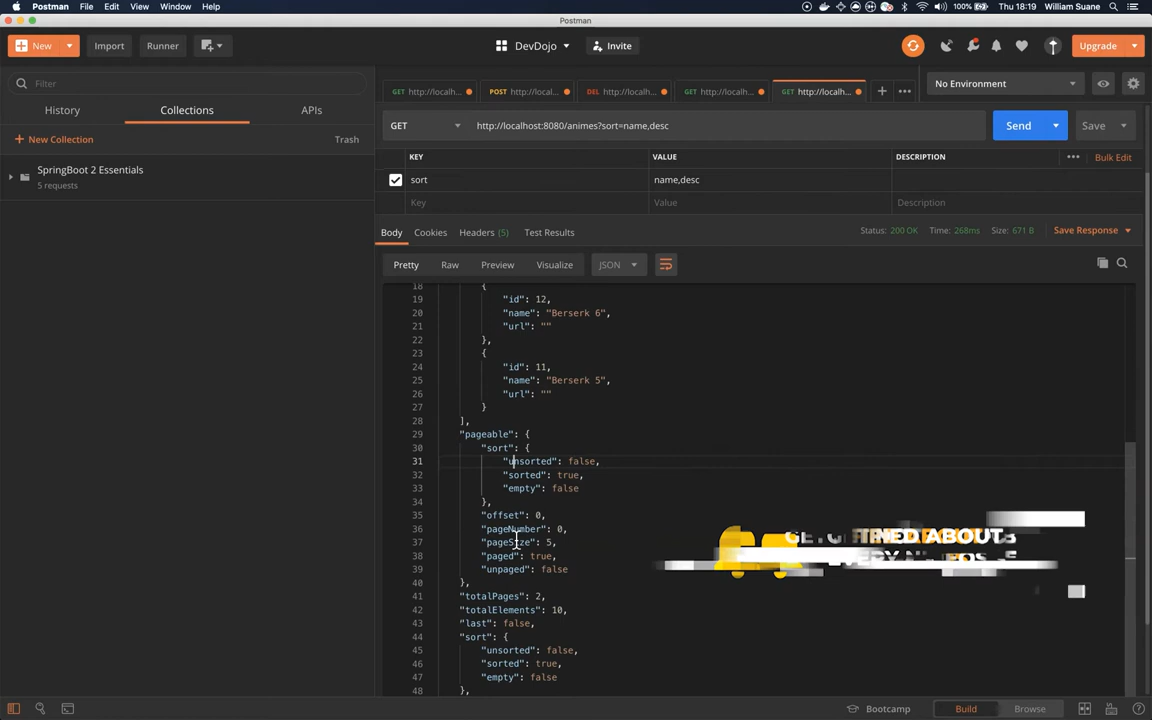 Postman File Edit View Window Help 100% Thu 18:19 William Suane
Postman
New Import Runner DevDojo Invite Upgrade
Filter
History Collections APIs
New Collection Trash
SpringBoot 2 Essentials
5 requests
GET http://localh... POST http://local... DEL http://localh... GET http://localh... GET http://localh... No Environment
GET http://localhost:8080/animes?sort=name,desc Send Save
KEY VALUE DESCRIPTION Bulk Edit
sort name,desc
Key Value Description
Body Cookies Headers (5) Test Results Status: 200 OK Time: 268ms Size: 671 B Save Response
Pretty Raw Preview Visualize JSON
18 {
19 "id": 12,
20 "name": "Berserk 6",
21 "url": ""
22 },
23 {
24 "id": 11,
25 "name": "Berserk 5",
26 "url": ""
27 }
28 ],
29 "pageable": {
30 "sort": {
31 "unsorted": false,
32 "sorted": true,
33 "empty": false
34 },
35 "offset": 0,
36 "pageNumber": 0,
37 "pageSize": 5,
38 "paged": true,
39 "unpaged": false
40 },
41 "totalPages": 2,
42 "totalElements": 10,
43 "last": false,
44 "sort": {
45 "unsorted": false,
46 "sorted": true,
47 "empty": false
48 },
Bootcamp Build Browse